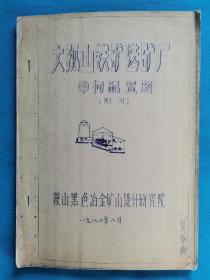 大孤山铁矿选矿厂
车间配置图
（附图）
鞍山黑色冶金矿山设计研究院
一九八〇年八月